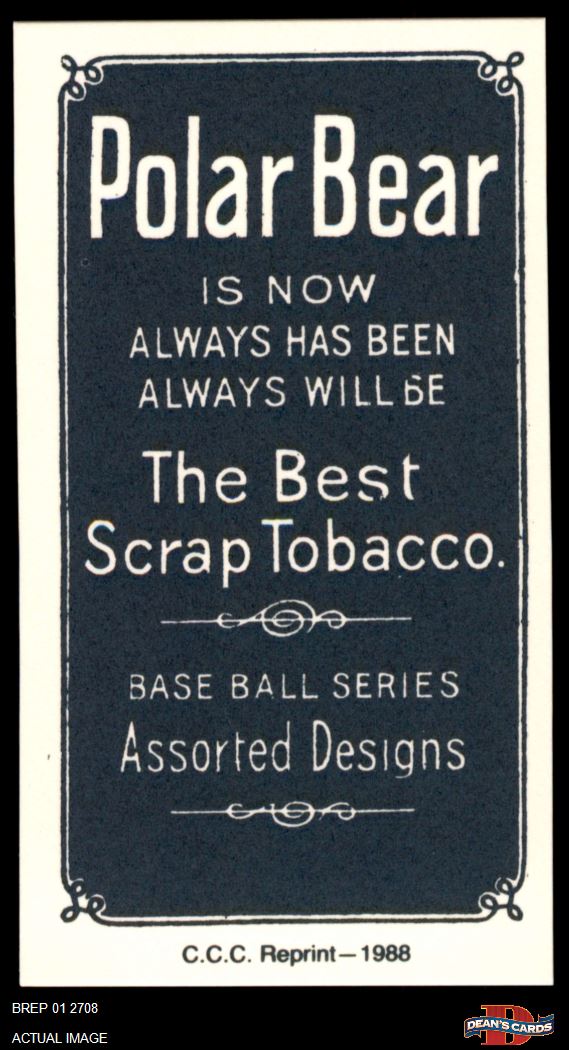 Polar Bear
IS NOW
ALWAYS HAS BEEN
ALWAYS WILL BE
The Best
Scrap Tobacco.
BASE BALL SERIES
Assorted Designs
C.C.C. Reprint—1988
BREP 01 2708
ACTUAL IMAGE
D
DEAN'S CARDS